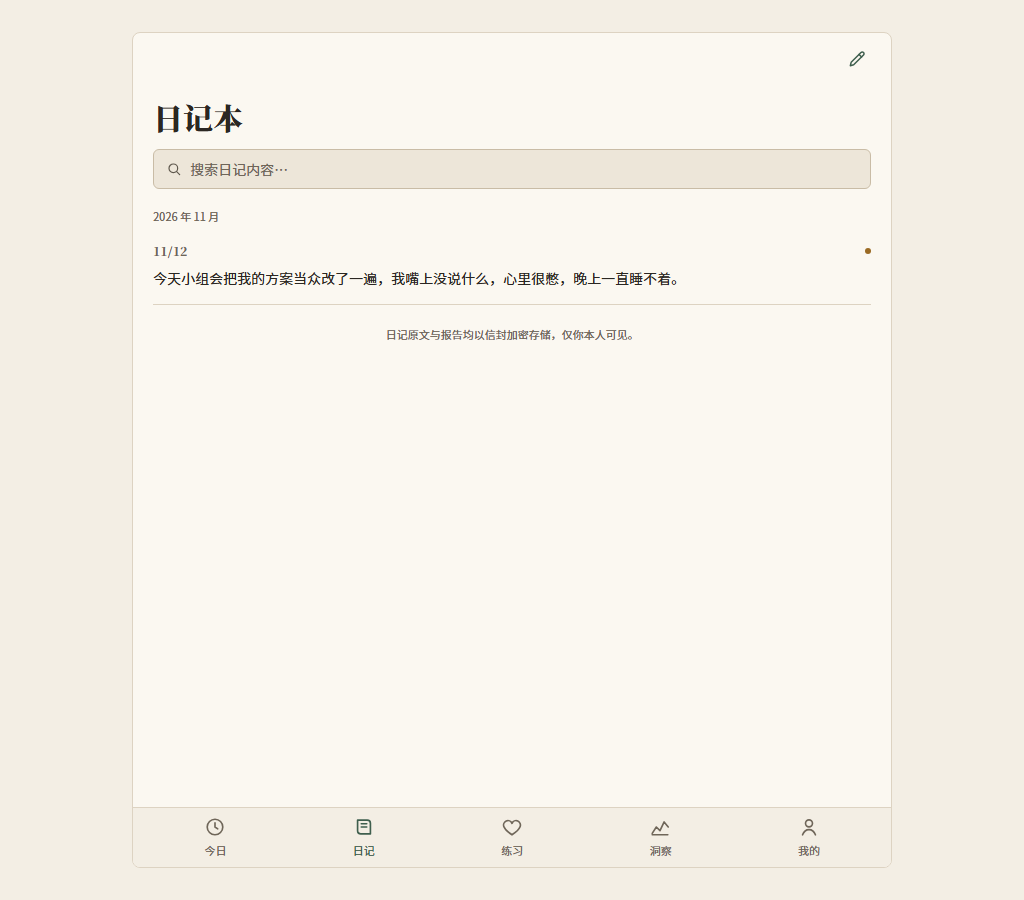 日记本
搜索日记内容…
2026 年 11 月
11/12
今天小组会把我的方案当众改了一遍，我嘴上没说什么，心里很憋，晚上一直睡不着。
日记原文与报告均以信封加密存储，仅你本人可见。
今日
日记
练习
洞察
我的